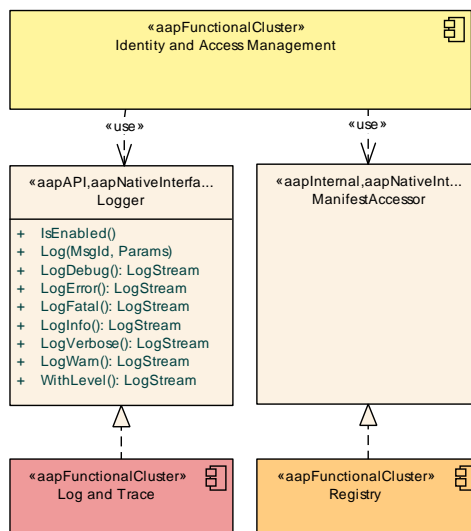 «aapFunctionalCluster»
Identity and Access Management
«use»
«use»
«aapAPI,aapNativeInterfa...
Logger
+ IsEnabled()
+ Log(MsgId, Params)
+ LogDebug(): LogStream
+ LogError(): LogStream
+ LogFatal(): LogStream
+ LogInfo(): LogStream
+ LogVerbose(): LogStream
+ LogWarn(): LogStream
+ WithLevel(): LogStream
«aapInternal,aapNativeInt...
ManifestAccessor
«aapFunctionalCluster»
Log and Trace
«aapFunctionalCluster»
Registry